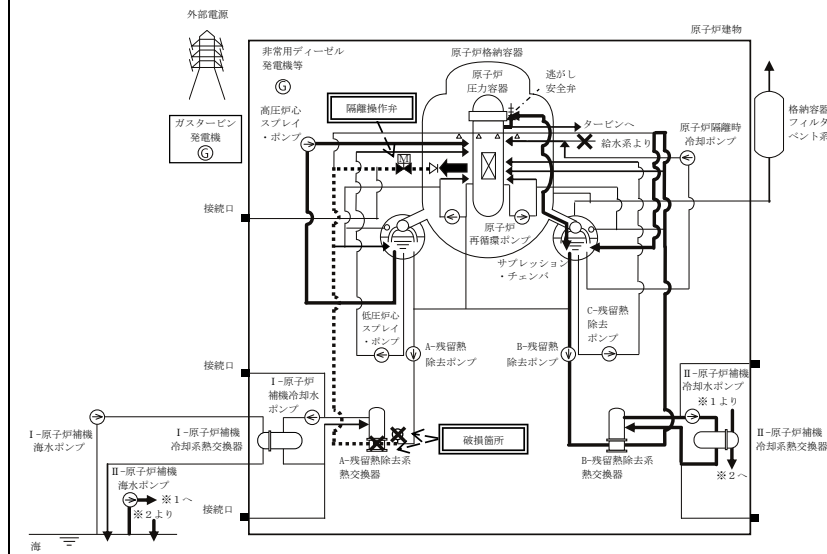 外部電源
原子炉建物
非常用ディーゼル
発電機等
G
原子炉格納容器
原子炉
圧力容器
逃がし
安全弁
隔離操作弁
高圧炉心
スプレイ
・ポンプ
ガスタービン
発電機
G
タービンへ
給水系より
原子炉隔離時
冷却ポンプ
格納容器
フィルタ
ベント系
M
接続口
原子炉
再循環ポンプ
サプレッション
・チェンバ
低圧炉心
スプレイ
・ポンプ
A-残留熱
除去ポンプ
B-残留熱
除去ポンプ
C-残留熱
除去
ポンプ
接続口
Ⅰ-原子炉
補機冷却水
ポンプ
Ⅱ-原子炉補機
冷却水ポンプ
※1より
Ⅰ-原子炉補機
海水ポンプ
Ⅰ-原子炉補機
冷却系熱交換器
破損箇所
Ⅱ-原子炉補機
冷却系熱交換器
A-残留熱除去系
熱交換器
B-残留熱除去系
熱交換器
※2へ
Ⅱ-原子炉補機
海水ポンプ
※1へ
※2より
接続口
海